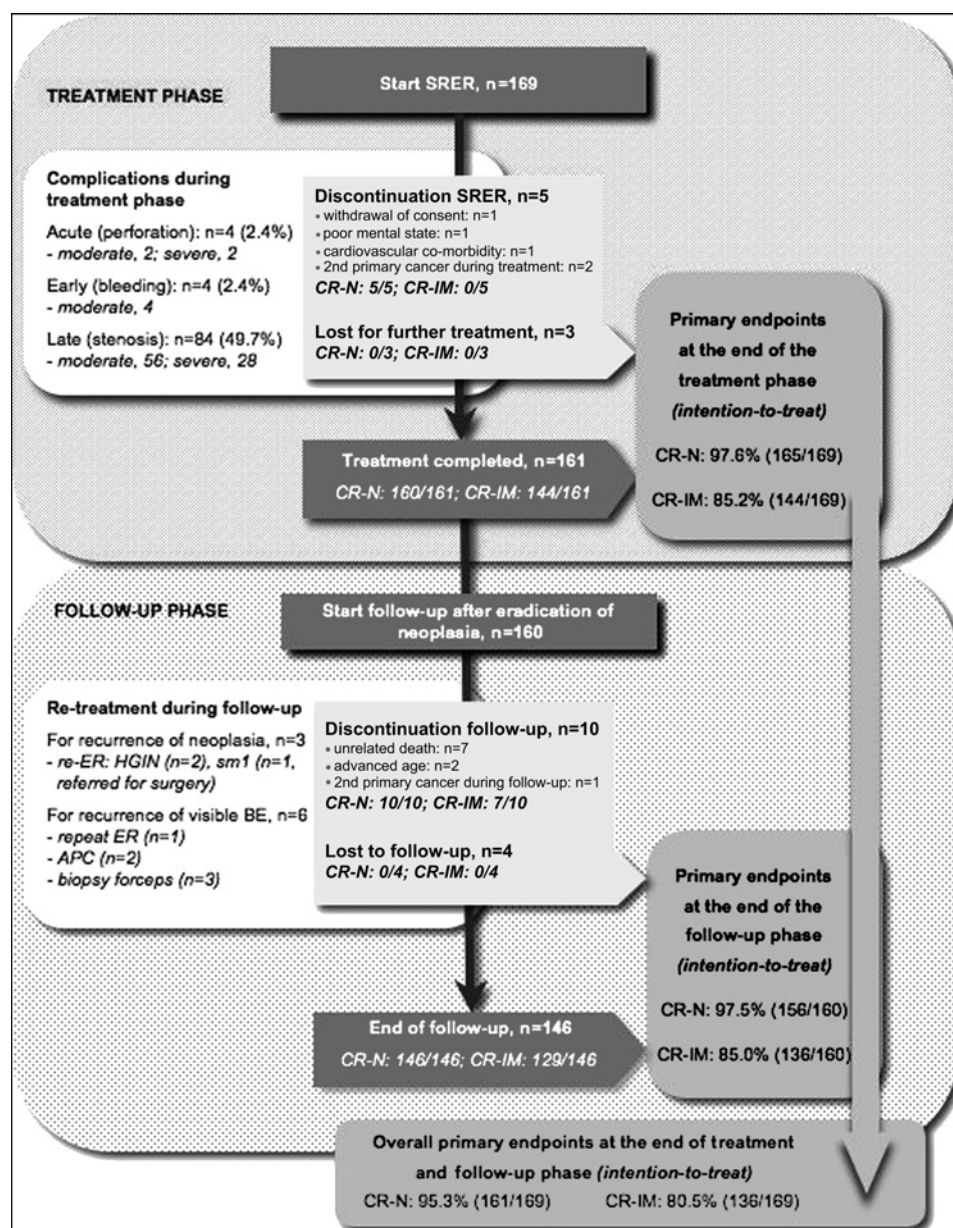 Start SRER, n=169
TREATMENT PHASE
Complications during
treatment phase
Acute (perforation): n=4 (2.4%)
- moderate, 2; severe, 2
Early (bleeding): n=4 (2.4%)
- moderate, 4
Late (stenosis): n=84 (49.7%)
- moderate, 56; severe, 28
Discontinuation SRER, n=5
• withdrawal of consent: n=1
• poor mental state: n=1
• cardiovascular co-morbidity: n=1
• 2nd primary cancer during treatment: n=2
CR-N: 5/5; CR-IM: 0/5
Lost for further treatment, n=3
CR-N: 0/3; CR-IM: 0/3
Primary endpoints
at the end of the
treatment phase
(intention-to-treat)
CR-N: 97.6% (165/169)
CR-IM: 85.2% (144/169)
Treatment completed, n=161
CR-N: 160/161; CR-IM: 144/161
FOLLOW-UP PHASE
Start follow-up after eradication of
neoplasia, n=160
Re-treatment during follow-up
For recurrence of neoplasia, n=3
- re-ER: HGIN (n=2), sm1 (n=1,
referred for surgery)
For recurrence of visible BE, n=6
- repeat ER (n=1)
- APC (n=2)
- biopsy forceps (n=3)
Discontinuation follow-up, n=10
• unrelated death: n=7
• advanced age: n=2
• 2nd primary cancer during follow-up: n=1
CR-N: 10/10; CR-IM: 7/10
Lost to follow-up, n=4
CR-N: 0/4; CR-IM: 0/4
Primary endpoints
at the end of the
follow-up phase
(intention-to-treat)
CR-N: 97.5% (156/160)
CR-IM: 85.0% (136/160)
End of follow-up, n=146
CR-N: 146/146; CR-IM: 129/146
Overall primary endpoints at the end of treatment
and follow-up phase (intention-to-treat)
CR-N: 95.3% (161/169) CR-IM: 80.5% (136/169)